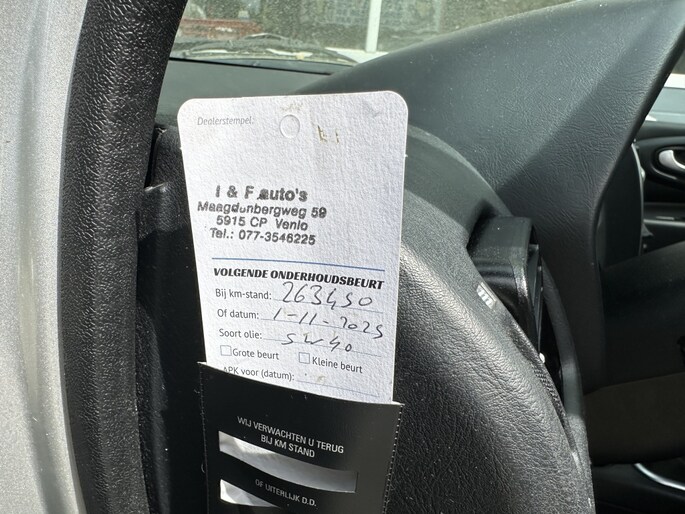 Dealerstempel:
I & F auto's
Maagdenbergweg 59
5915 CP Venlo
Tel.: 077-3546225
VOLGENDE ONDERHOUDSBEURT
Bij km-stand: 263450
Of datum: 1-11-2025
Soort olie: 5W40
Grote beurt Kleine beurt
APK voor (datum):
WIJ VERWACHTEN U TERUG
BIJ KM STAND
OF UITERLIJK D.D.